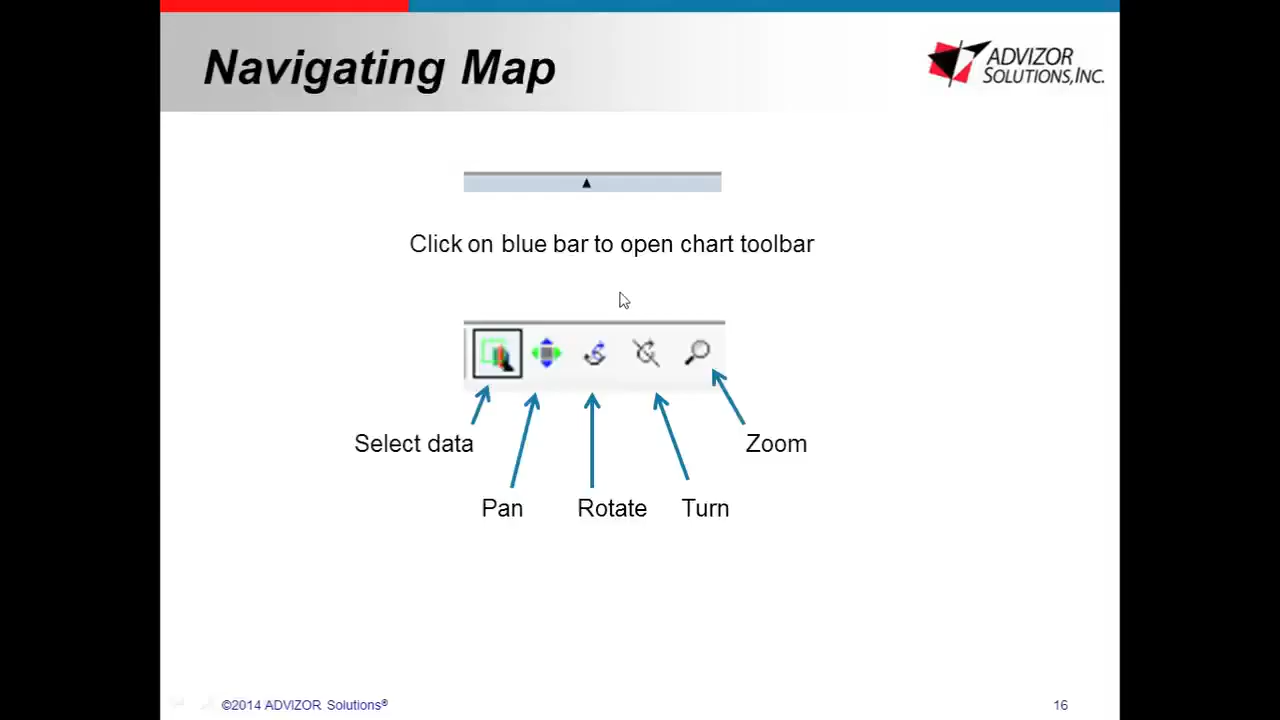 Navigating Map
ADVIZOR
SOLUTIONS, INC.
Click on blue bar to open chart toolbar
Select data
Zoom
Pan
Rotate
Turn
©2014 ADVIZOR Solutions®
16